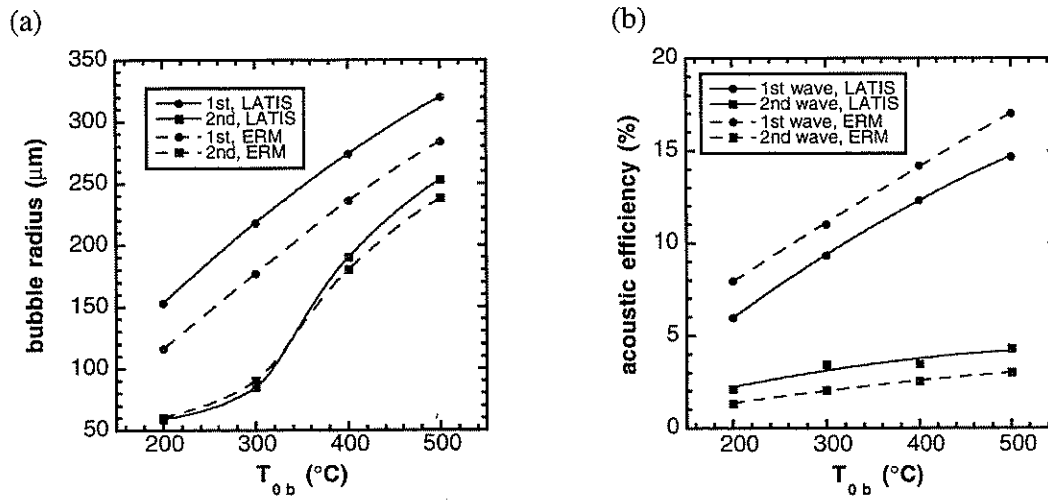 (a)
350
300
250
200
150
100
50
200 300 400 500
bubble radius (μm)
T₀ b (°C)
1st, LATIS
2nd, LATIS
1st, ERM
2nd, ERM
(b)
20
15
10
5
0
200 300 400 500
acoustic efficiency (%)
T₀ b (°C)
1st wave, LATIS
2nd wave, LATIS
1st wave, ERM
2nd wave, ERM